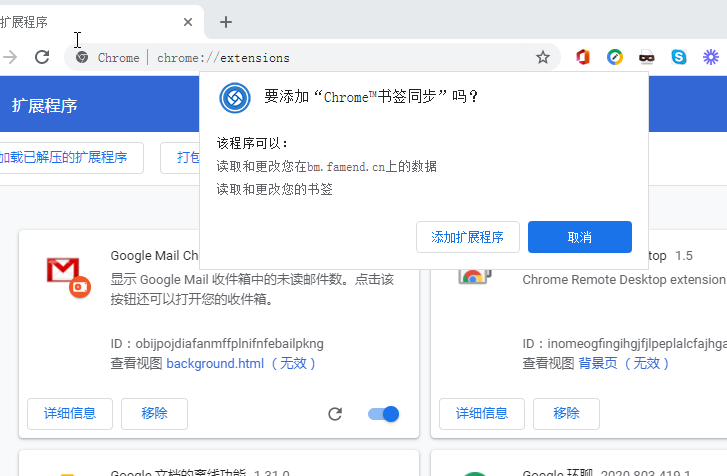 扩展程序
Chrome | chrome://extensions
扩展程序
加载已解压的扩展程序
打包
要添加“Chrome™书签同步”吗？
该程序可以：
读取和更改您在bm.famend.cn上的数据
读取和更改您的书签
添加扩展程序
取消
Google Mail Ch
显示 Google Mail 收件箱中的未读邮件数。点击该
按钮还可以打开您的收件箱。
ID：obijpojdiafanmffplnifnfebailpkng
查看视图 background.html（无效）
详细信息
移除
top 1.5
Chrome Remote Desktop extension
ID：inomeogfingihgjfjlpeplalcfajhga
查看视图 背景页（无效）
详细信息
移除
Google 文档的离线功能 1.31.0
Google 环聊 2020.803.419.1